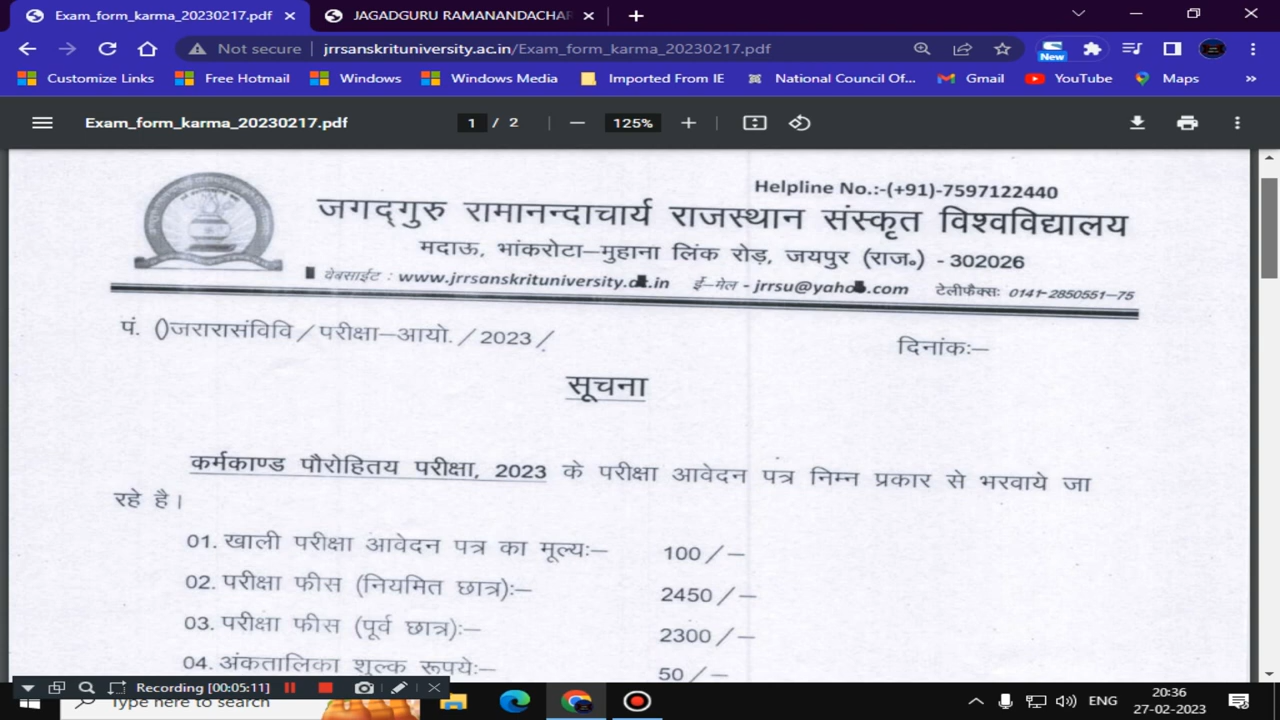 Exam_form_karma_20230217.pdf
JAGADGURU RAMANANDACHAR
Not secure
jrrsanskrituniversity.ac.in/Exam_form_karma_20230217.pdf
New
Customize Links
Free Hotmail
Windows
Windows Media
Imported From IE
National Council Of...
Gmail
YouTube
Maps
»
Exam_form_karma_20230217.pdf
1 / 2
125%
Helpline No.:-(+91)-7597122440
जगद्गुरु रामानन्दाचार्य राजस्थान संस्कृत विश्वविद्यालय
मदाऊ, भांकरोटा–मुहाना लिंक रोड़, जयपुर (राज०) - 302026
वेबसाईट : www.jrrsanskrituniversity.ac.in ई–मेल - jrrsu@yahoo.com टेलीफैक्सः 0141-2850551-75
पं. ()जरारासंविवि/परीक्षा–आयो./2023/
दिनांकः–
सूचना
कर्मकाण्ड पौरोहितय परीक्षा, 2023 के परीक्षा आवेदन पत्र निम्न प्रकार से भरवाये जा
रहे है।
01. खाली परीक्षा आवेदन पत्र का मूल्यः– 100/–
02. परीक्षा फीस (नियमित छात्र):– 2450/–
03. परीक्षा फीस (पूर्व छात्र):– 2300/–
04. अंकतालिका शुल्क रूपयेः– 50/–
Recording [00:05:11]
Type here to search
ENG
20:36
27-02-2023